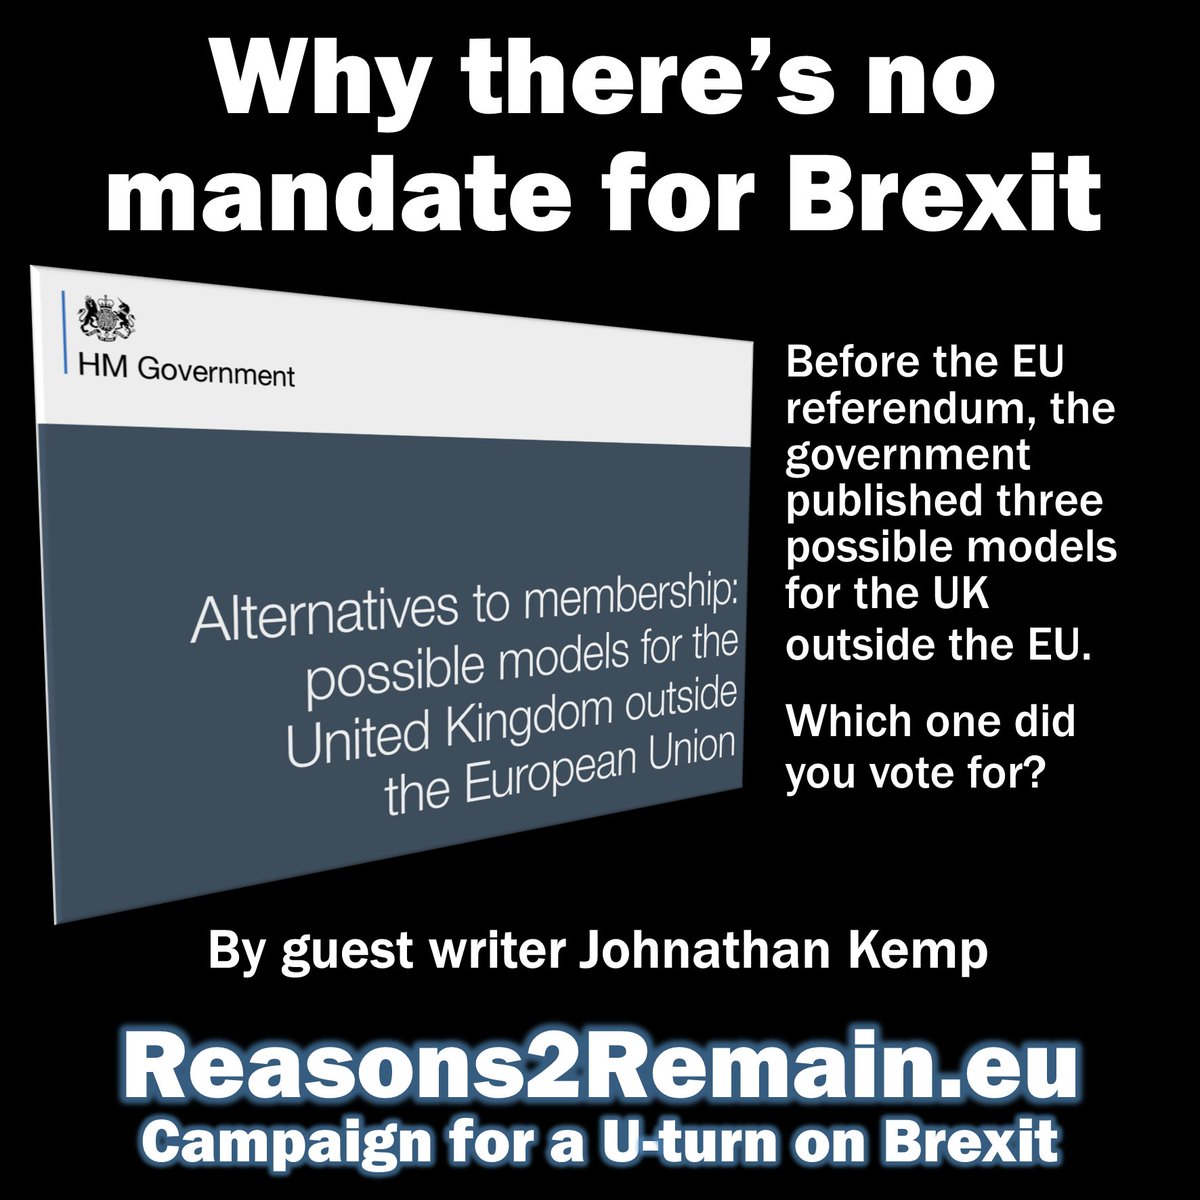 Why there's no
mandate for Brexit
HM Government
Alternatives to membership:
possible models for the
United Kingdom outside
the European Union
Before the EU
referendum, the
government
published three
possible models
for the UK
outside the EU.
Which one did
you vote for?
By guest writer Johnathan Kemp
Reasons2Remain.eu
Campaign for a U-turn on Brexit